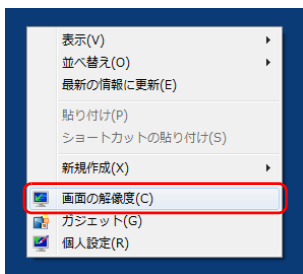 表示(V)
並べ替え(O)
最新の情報に更新(E)
貼り付け(P)
ショートカットの貼り付け(S)
新規作成(X)
画面の解像度(C)
ガジェット(G)
個人設定(R)